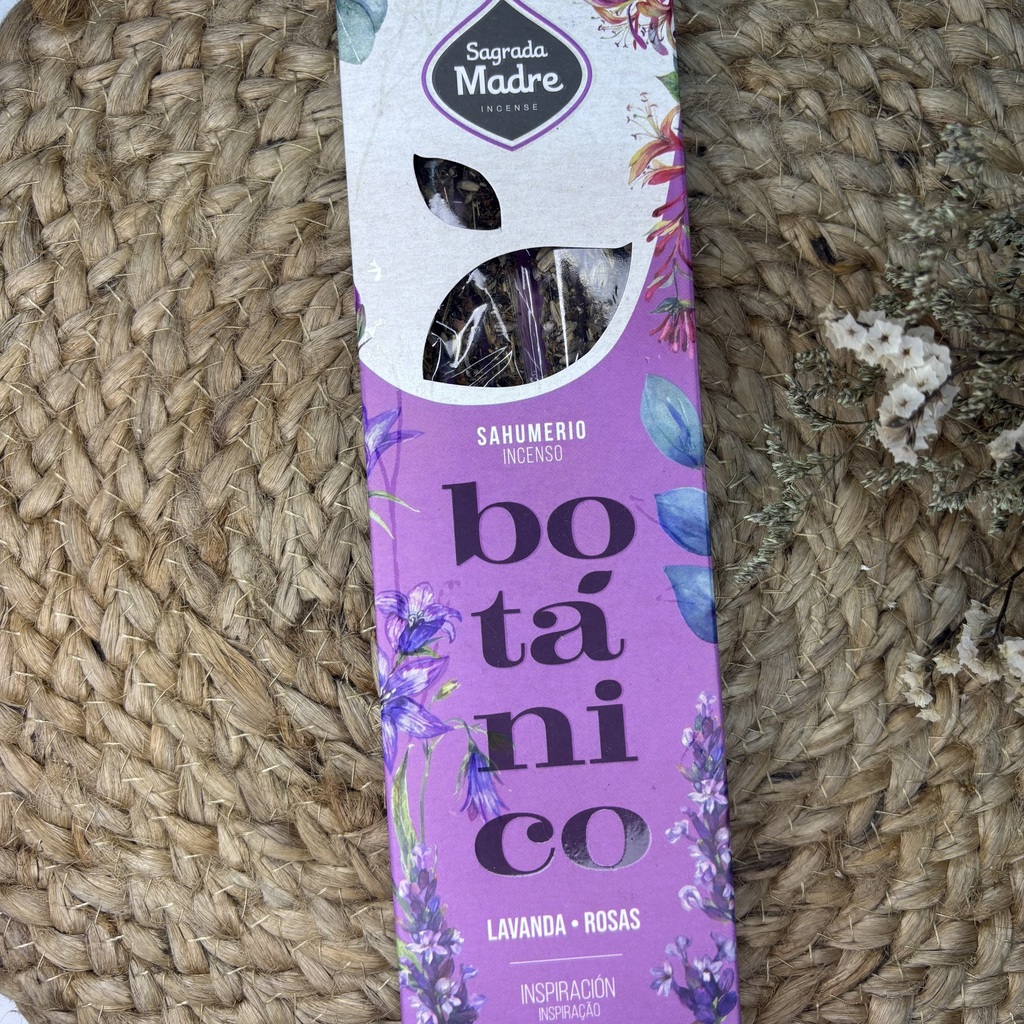 Sagrada
Madre
INCENSE
SAHUMERIO
INCENSO
bo
tá
ni
co
LAVANDA • ROSAS
INSPIRACIÓN
INSPIRAÇÃO